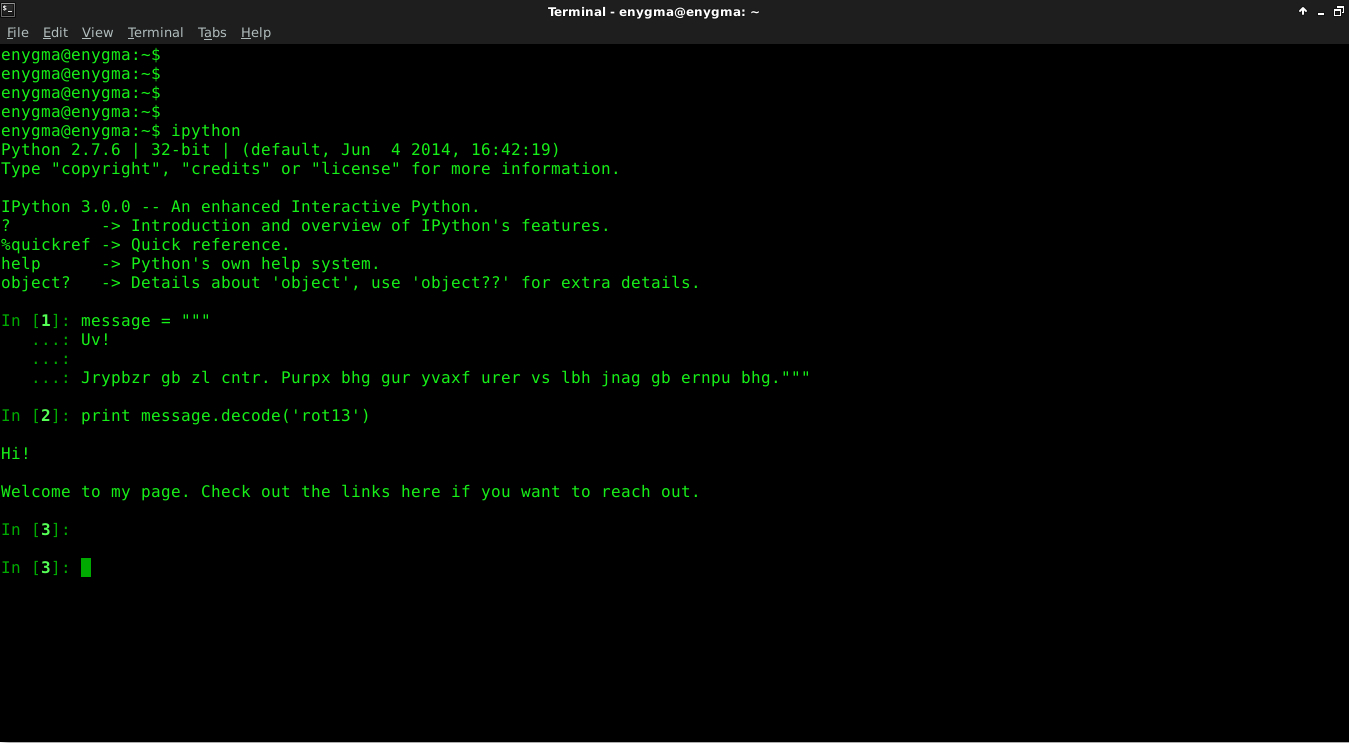 Terminal - enygma@enygma: ~
File Edit View Terminal Tabs Help
enygma@enygma:~$
enygma@enygma:~$
enygma@enygma:~$
enygma@enygma:~$
enygma@enygma:~$ ipython
Python 2.7.6 | 32-bit | (default, Jun  4 2014, 16:42:19)
Type "copyright", "credits" or "license" for more information.
IPython 3.0.0 -- An enhanced Interactive Python.
?         -> Introduction and overview of IPython's features.
%quickref -> Quick reference.
help      -> Python's own help system.
object?   -> Details about 'object', use 'object??' for extra details.
In [1]: message = """
   ...: Uv!
   ...:
   ...: Jrypbzr gb zl cntr. Purpx bhg gur yvaxf urer vs lbh jnag gb ernpu bhg."""
In [2]: print message.decode('rot13')
Hi!
Welcome to my page. Check out the links here if you want to reach out.
In [3]:
In [3]: